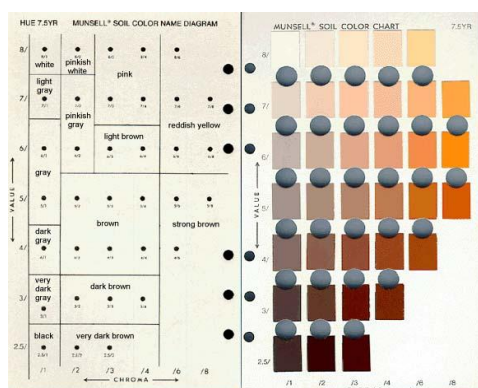 HUE 7.5YR MUNSELL® SOIL COLOR NAME DIAGRAM
8/
white
pinkish
white
pink
light
gray
7/
pinkish
gray
reddish yellow
light brown
6/
gray
5/
brown
strong brown
dark
gray
4/
very
dark
gray
dark brown
3/
black
very dark brown
2.5/
VALUE
/1 /2 /3 /4 /6 /8
CHROMA
MUNSELL® SOIL COLOR CHART 7.5YR
8/
7/
6/
5/
4/
3/
2.5/
VALUE
/1 /2 /3 /4 /6 /8